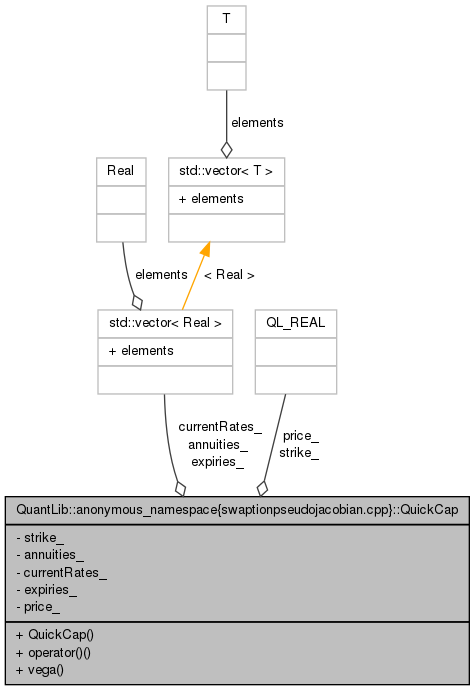 T
elements
std::vector< T >
+ elements
Real
elements
< Real >
std::vector< Real >
+ elements
QL_REAL
currentRates_
annuities_
expiries_
price_
strike_
QuantLib::anonymous_namespace{swaptionpseudojacobian.cpp}::QuickCap
- strike_
- annuities_
- currentRates_
- expiries_
- price_
+ QuickCap()
+ operator()()
+ vega()